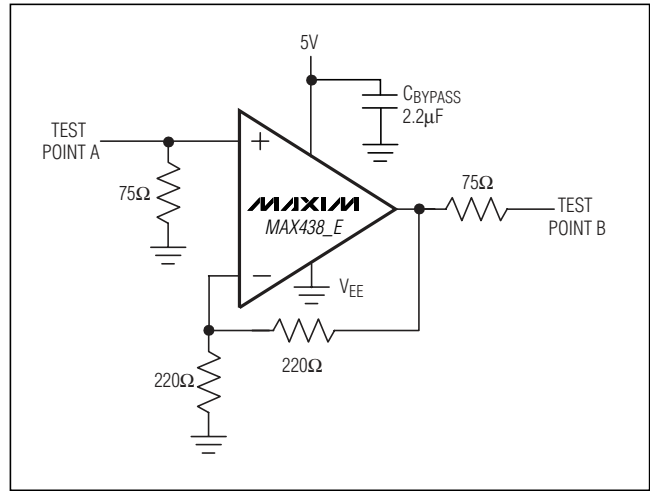 5V
CBYPASS
2.2µF
TEST
POINT A
+
75Ω
75Ω
MAXIM
MAX438_E
TEST
POINT B
−
VEE
220Ω
220Ω